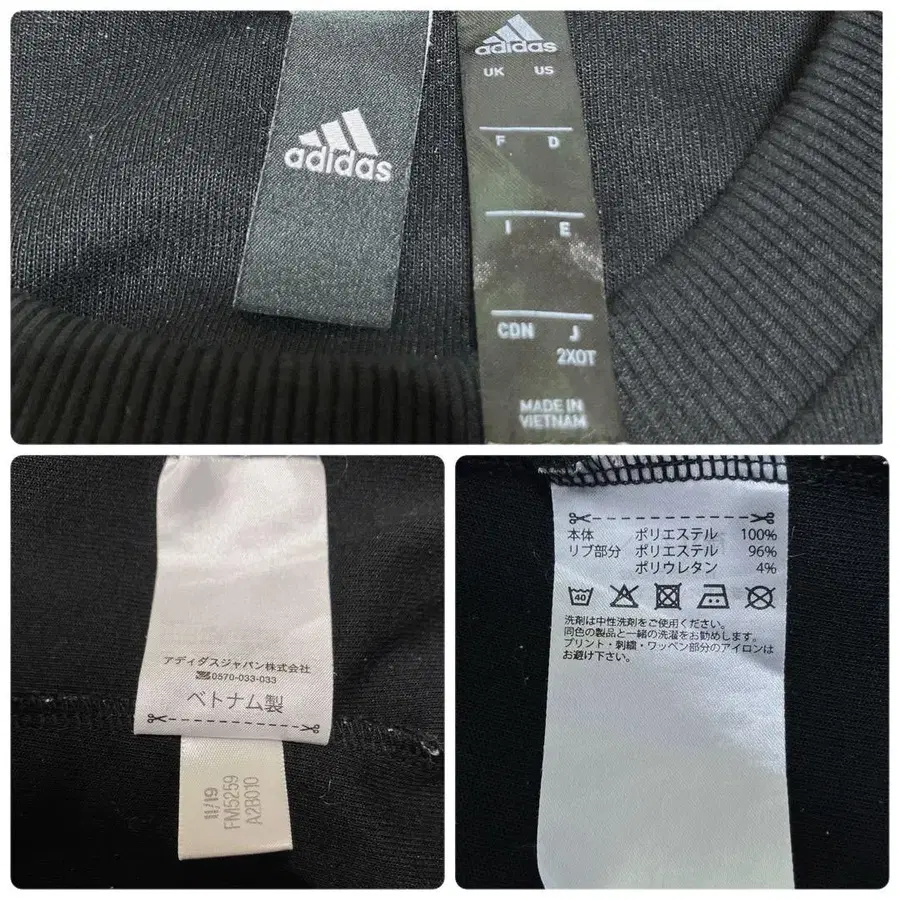 adidas
adidas
UK US
F D
I E
CDN J
2XOT
MADE IN
VIETNAM
アディダスジャパン株式会社
0570-033-033
ベトナム製
11/19
FM5259
A2B010
本体 ポリエステル 100%
リブ部分 ポリエステル 96%
ポリウレタン 4%
40
洗剤は中性洗剤をご使用ください。
同色の製品と一緒の洗濯をお勧めします。
プリント・刺繍・ワッペン部分のアイロンは
お避け下さい。